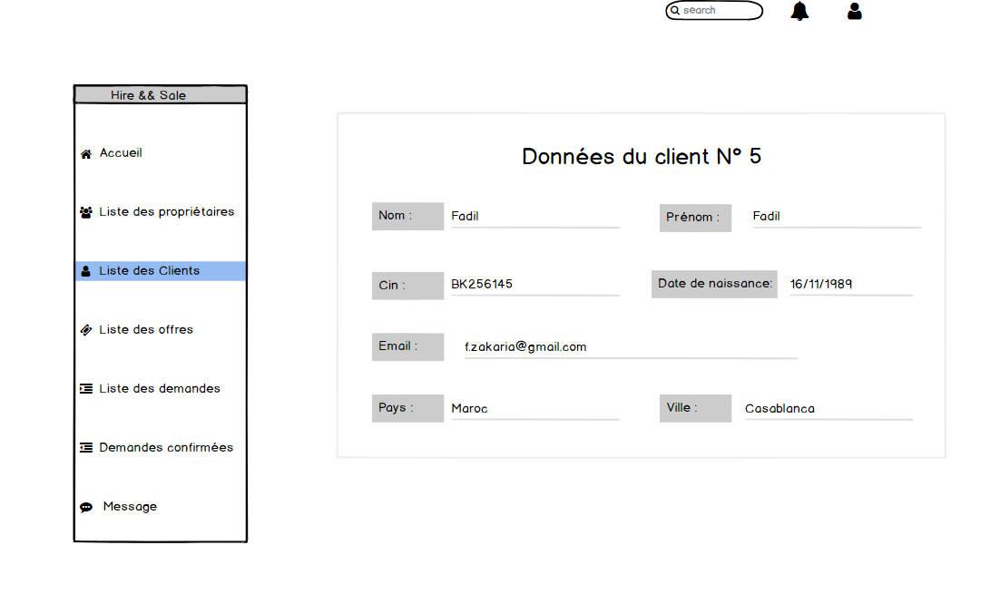 search
Hire && Sale
Accueil
Liste des propriétaires
Liste des Clients
Liste des offres
Liste des demandes
Demandes confirmées
Message
Données du client N° 5
Nom : Fadil Prénom : Fadil
Cin : BK256145 Date de naissance: 16/11/1989
Email : f.zakaria@gmail.com
Pays : Maroc Ville : Casablanca